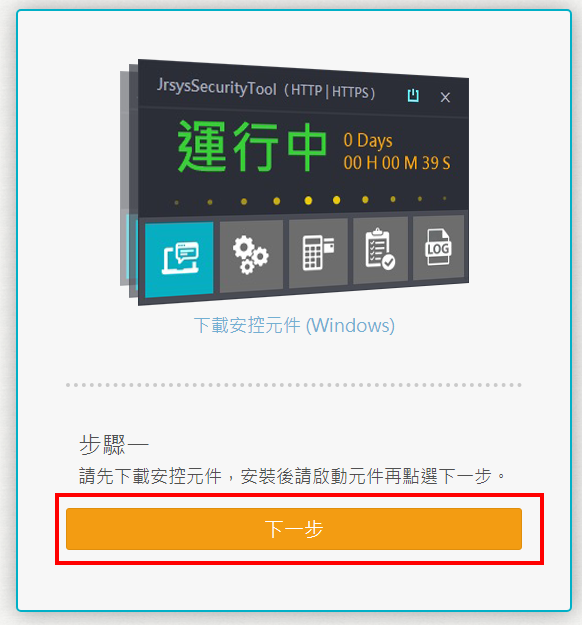 JrsysSecurityTool（HTTP | HTTPS）
運行中
0 Days
00 H 00 M 39 S
LOG
下載安控元件 (Windows)
步驟一
請先下載安控元件，安裝後請啟動元件再點選下一步。
下一步